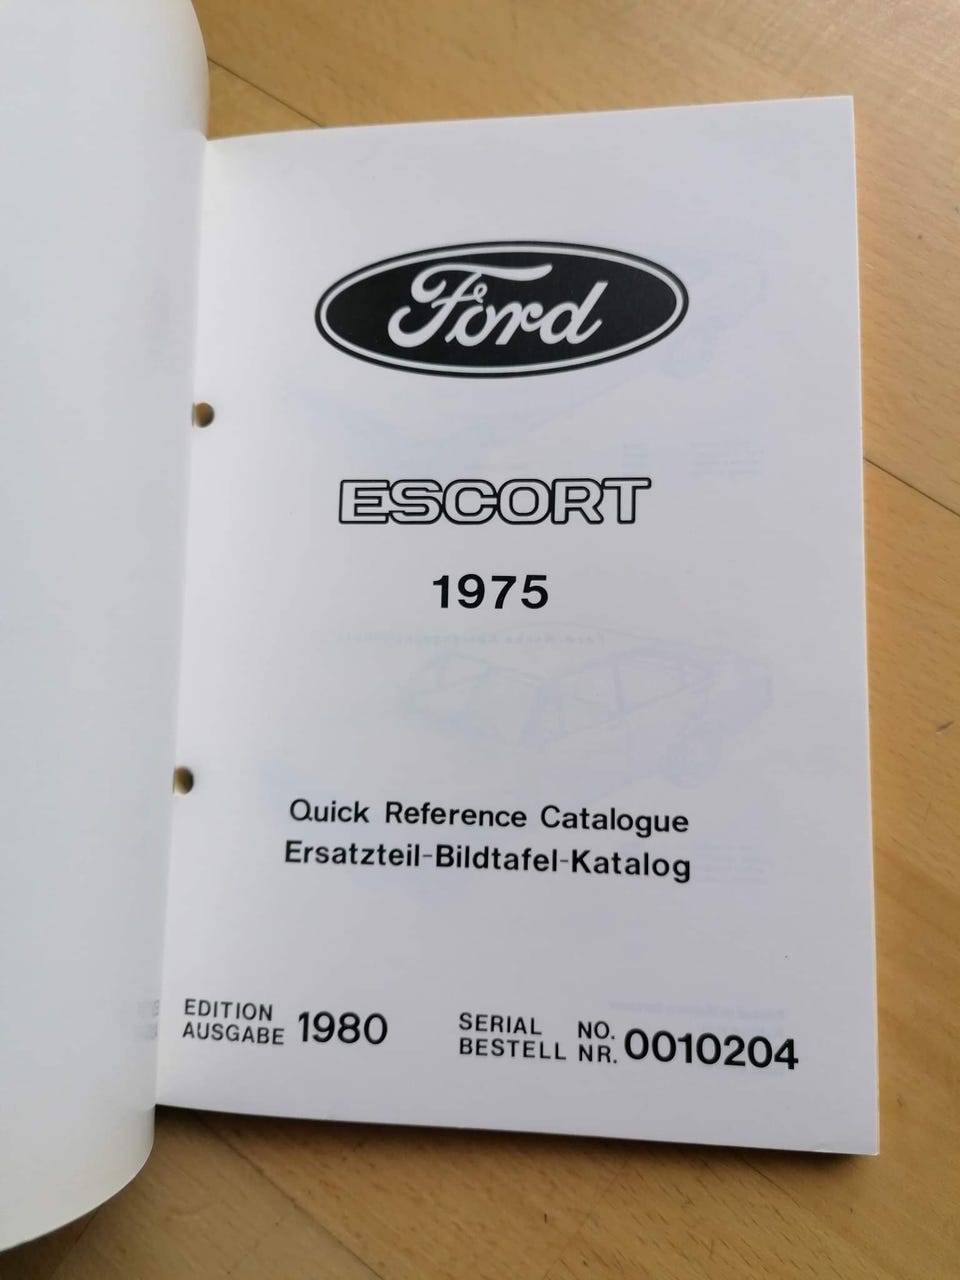 Ford
ESCORT
1975
Quick Reference Catalogue
Ersatzteil-Bildtafel-Katalog
EDITION
AUSGABE 1980
SERIAL NO.
BESTELL NR. 0010204